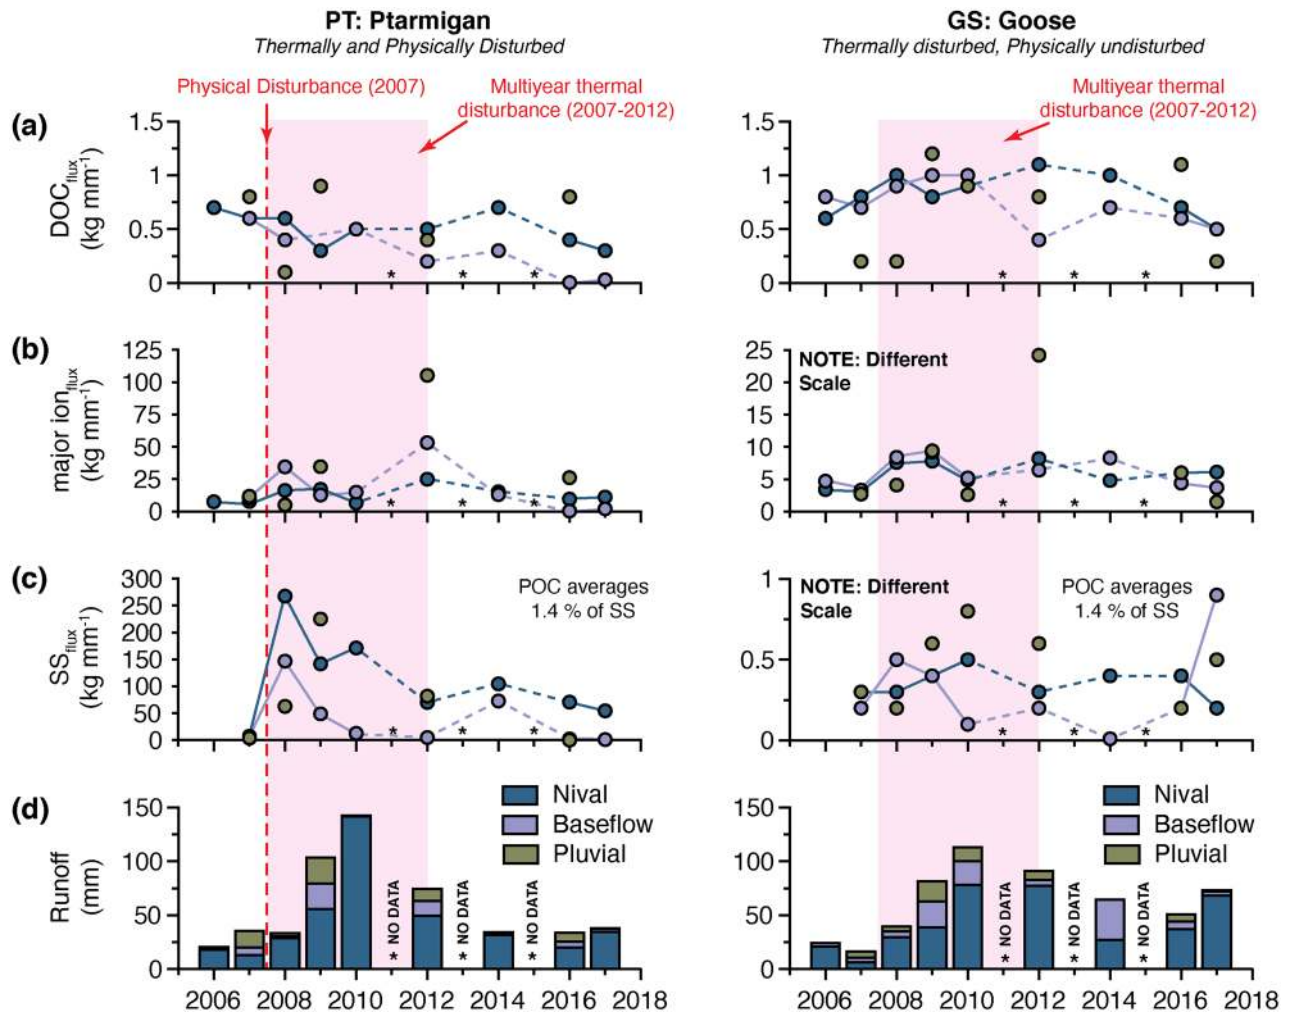 PT: Ptarmigan
Thermally and Physically Disturbed
GS: Goose
Thermally disturbed, Physically undisturbed
Physical Disturbance (2007)
Multiyear thermal
disturbance (2007-2012)
Multiyear thermal
disturbance (2007-2012)
(a)
DOCflux
(kg mm-1)
1.5
1
0.5
0
* * *
1.5
1
0.5
0
* * *
(b)
major ionflux
(kg mm-1)
125
100
75
50
25
0
* * *
25
20
15
10
5
0
NOTE: Different
Scale
* * *
(c)
SSflux
(kg mm-1)
300
250
200
150
100
50
0
POC averages
1.4 % of SS
* * *
1
0.5
0
NOTE: Different
Scale
POC averages
1.4 % of SS
* * *
(d)
Runoff
(mm)
150
100
50
0
Nival
Baseflow
Pluvial
* NO DATA
* NO DATA
* NO DATA
2006 2008 2010 2012 2014 2016 2018
150
100
50
0
Nival
Baseflow
Pluvial
* NO DATA
* NO DATA
* NO DATA
2006 2008 2010 2012 2014 2016 2018